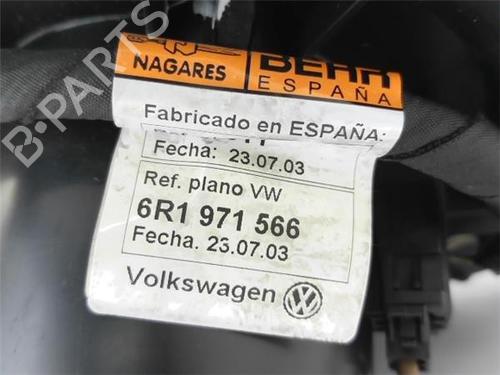 NAGARES
BEHR
ESPAÑA
Fabricado en ESPAÑA:
Fecha: 23.07.03
Ref. plano VW
6R1 971 566
Fecha. 23.07.03
Volkswagen
B-PARTS